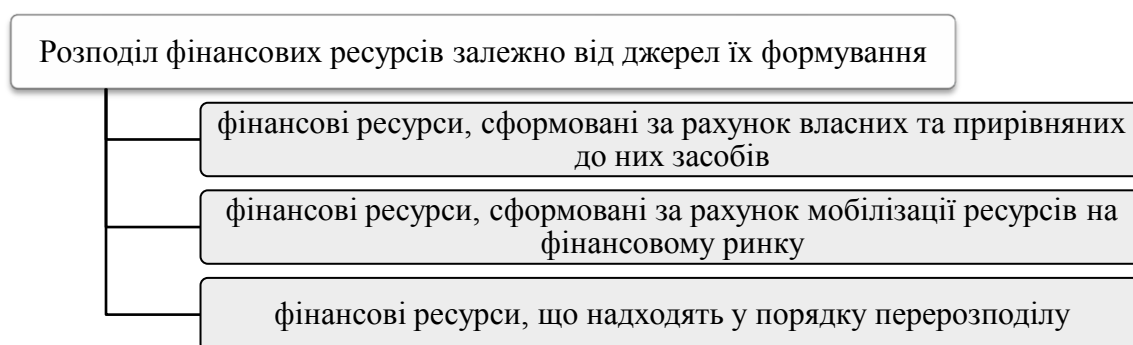 Розподіл фінансових ресурсів залежно від джерел їх формування
фінансові ресурси, сформовані за рахунок власних та прирівняних
до них засобів
фінансові ресурси, сформовані за рахунок мобілізації ресурсів на
фінансовому ринку
фінансові ресурси, що надходять у порядку перерозподілу